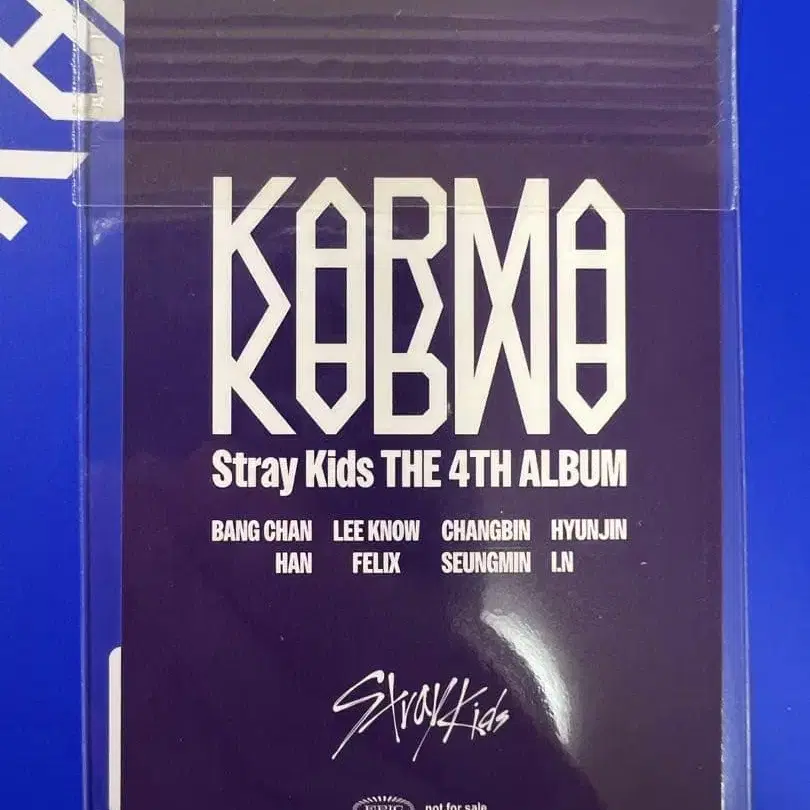 KARMA
Stray Kids THE 4TH ALBUM
BANG CHAN LEE KNOW CHANGBIN HYUNJIN
HAN FELIX SEUNGMIN I.N
Stray Kids
EPIC not for sale